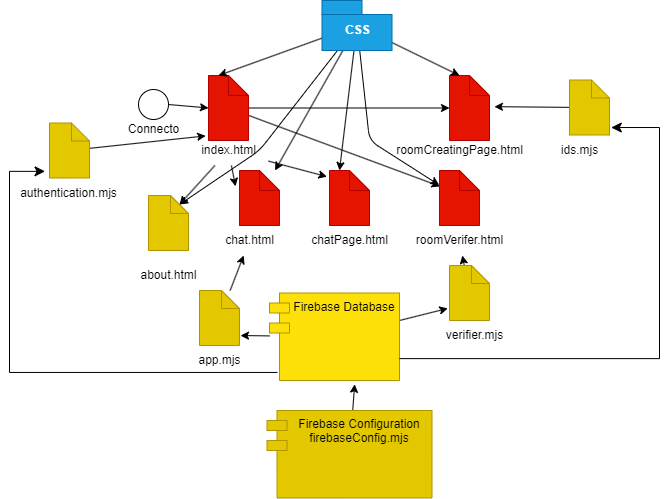 CSS
Connecto
index.html
roomCreatingPage.html
ids.mjs
authentication.mjs
chat.html
chatPage.html
roomVerifer.html
about.html
Firebase Database
verifier.mjs
app.mjs
Firebase Configuration
firebaseConfig.mjs